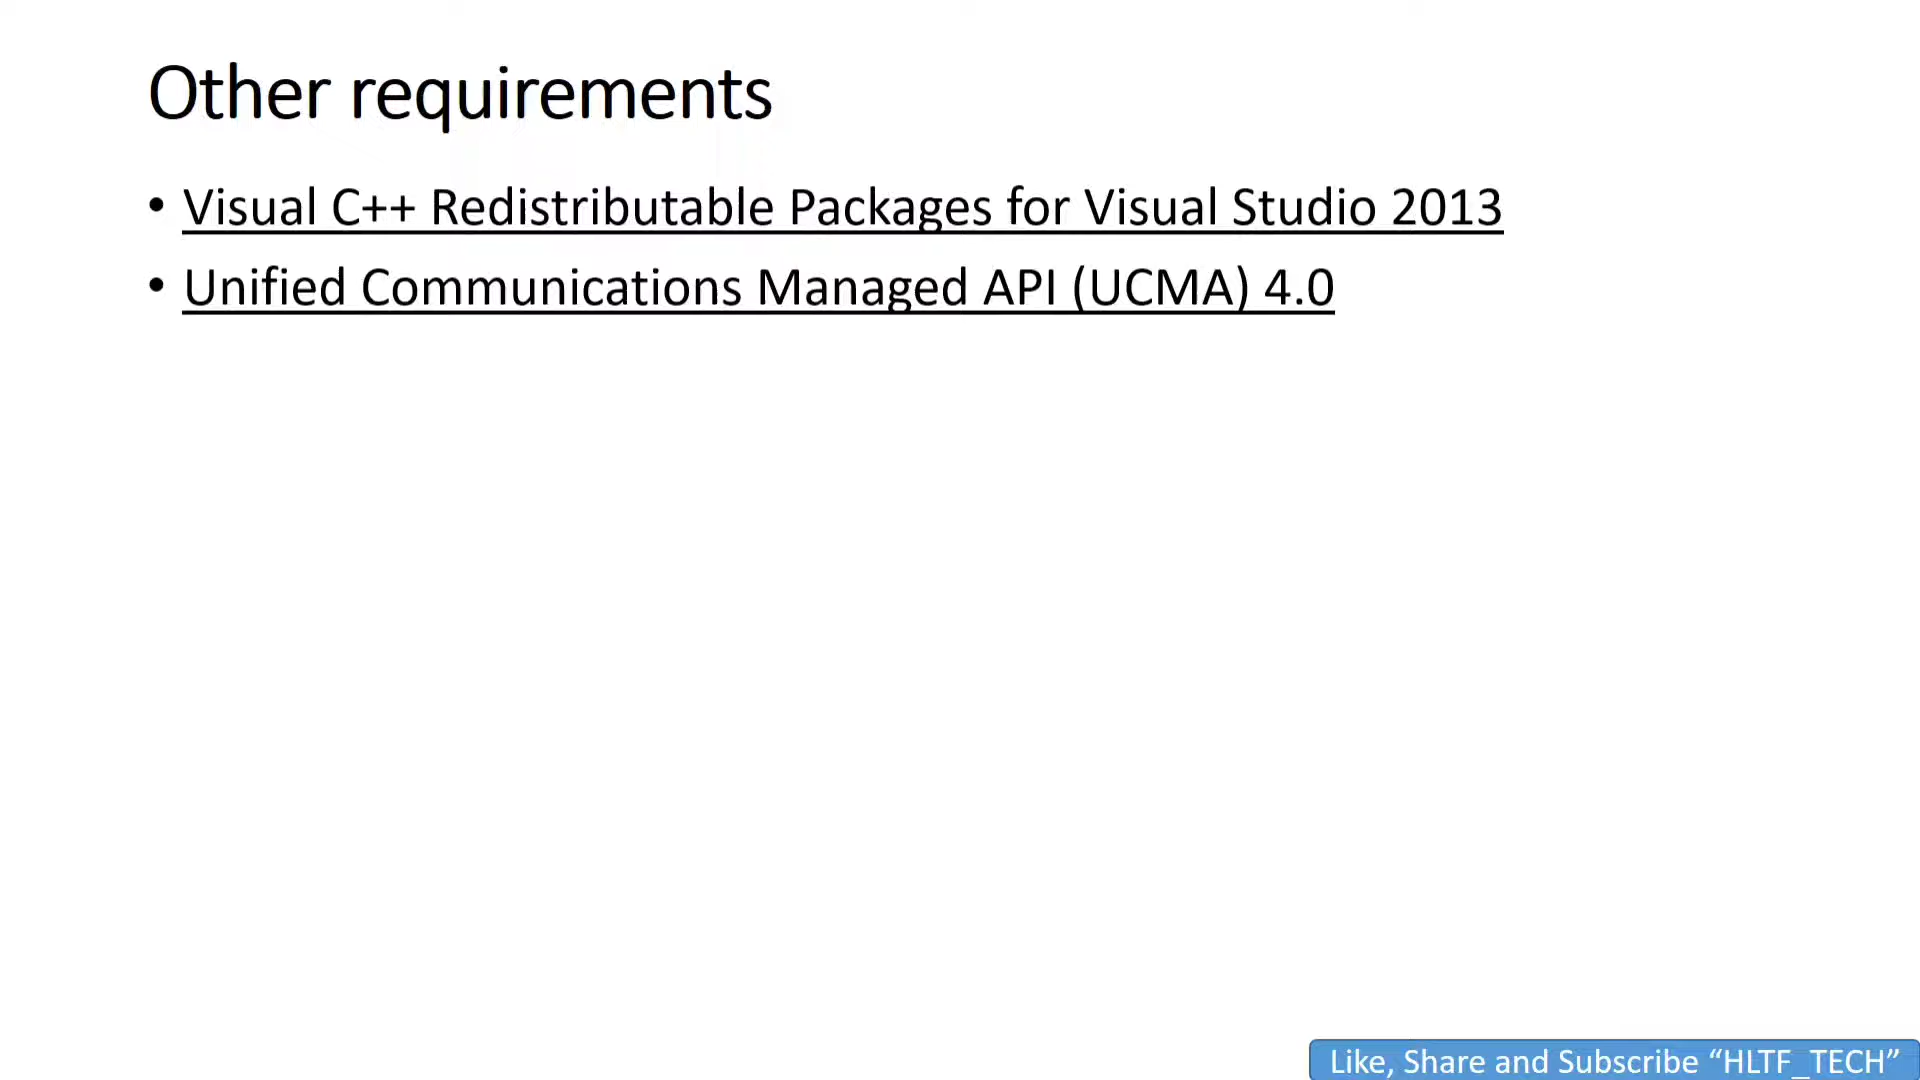 Other requirements
• Visual C++ Redistributable Packages for Visual Studio 2013
• Unified Communications Managed API (UCMA) 4.0
Like, Share and Subscribe “HLTF_TECH”